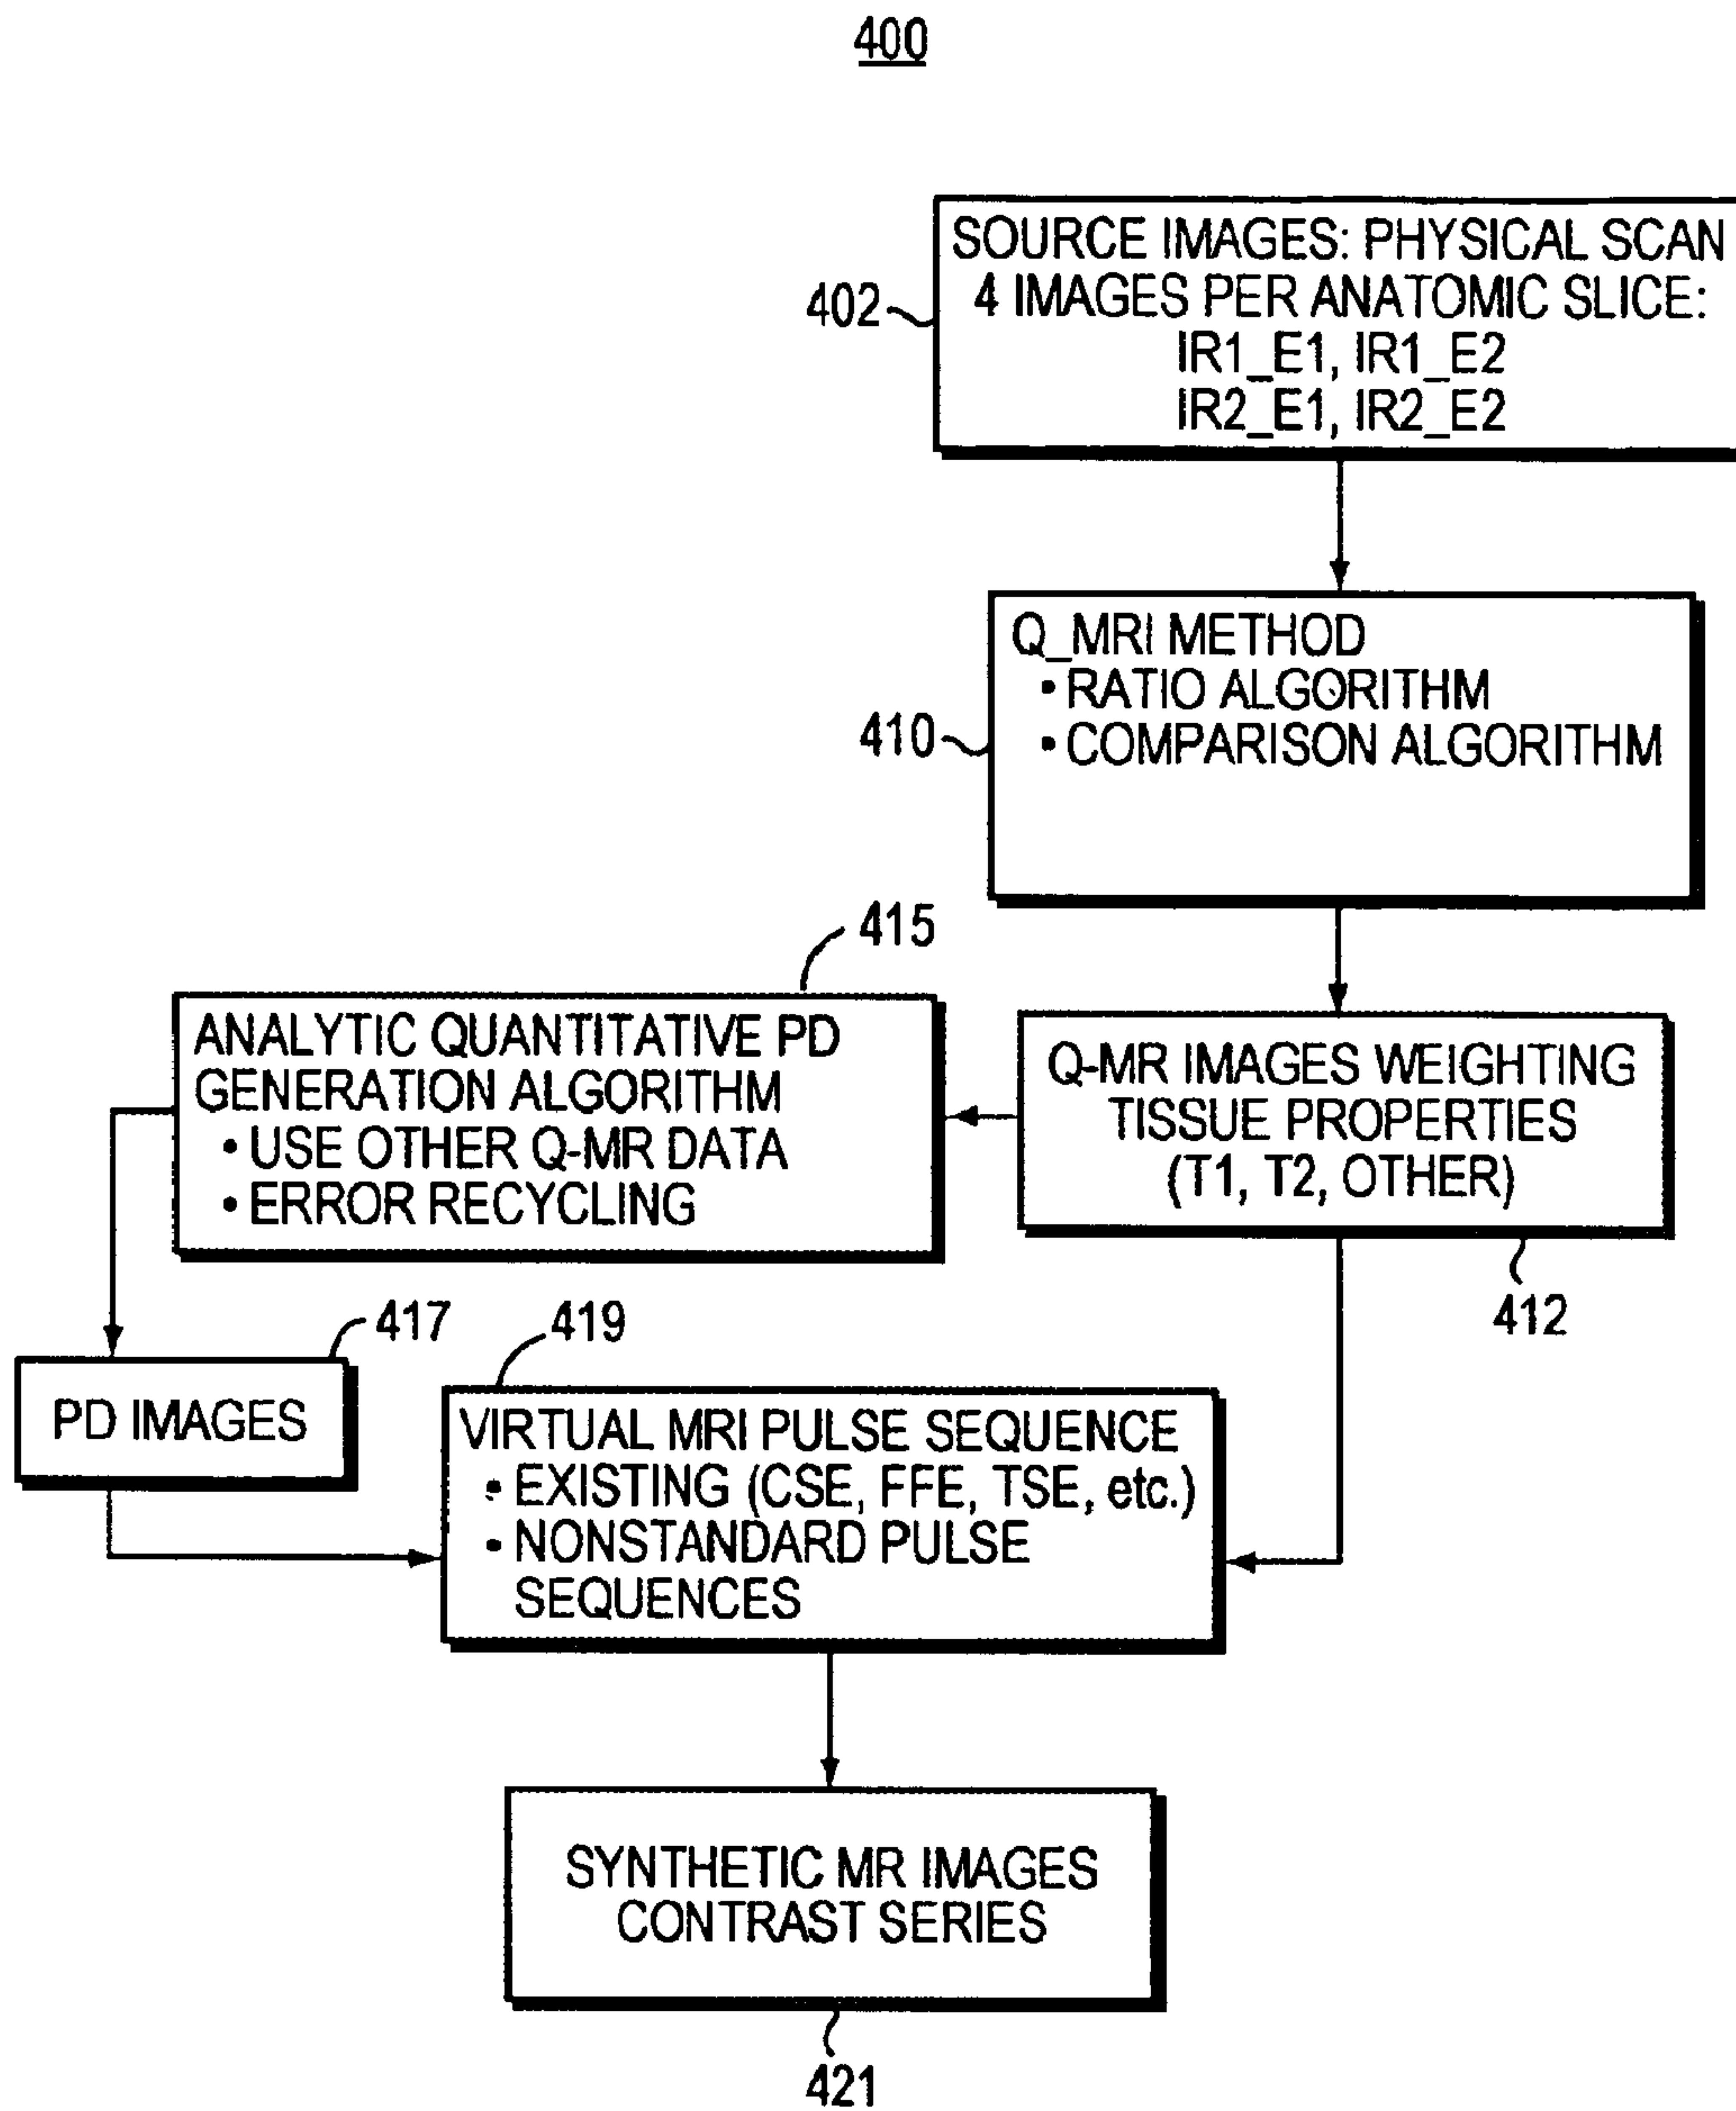 400
SOURCE IMAGES: PHYSICAL SCAN
4 IMAGES PER ANATOMIC SLICE:
IR1_E1, IR1_E2
IR2_E1, IR2_E2
402
Q_MRI METHOD
• RATIO ALGORITHM
• COMPARISON ALGORITHM
410
415
ANALYTIC QUANTITATIVE PD
GENERATION ALGORITHM
• USE OTHER Q-MR DATA
• ERROR RECYCLING
Q-MR IMAGES WEIGHTING
TISSUE PROPERTIES
(T1, T2, OTHER)
412
417
PD IMAGES
419
VIRTUAL MRI PULSE SEQUENCE
• EXISTING (CSE, FFE, TSE, etc.)
• NONSTANDARD PULSE
SEQUENCES
SYNTHETIC MR IMAGES
CONTRAST SERIES
421